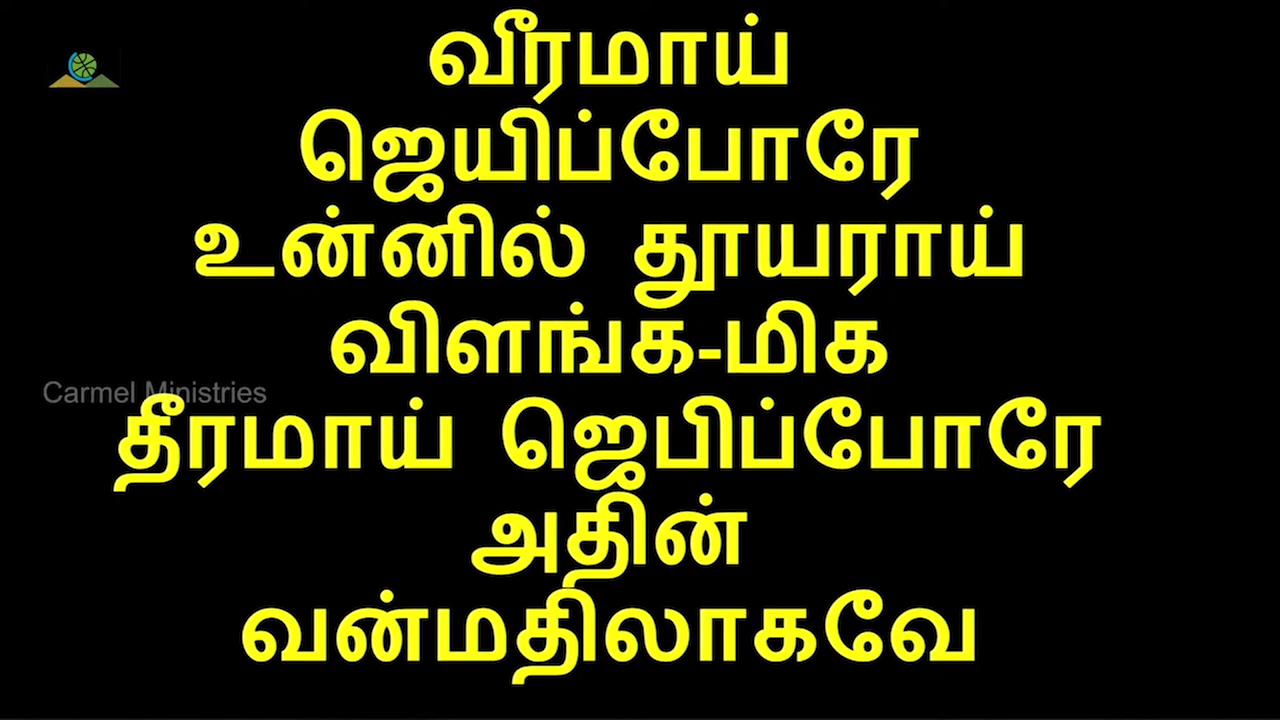 வீரமாய்
ஜெயிப்போரே
உன்னில் தூயராய்
விளங்க-மிக
Carmel Ministries
தீரமாய் ஜெபிப்போரே
அதின்
வன்மதிலாகவே